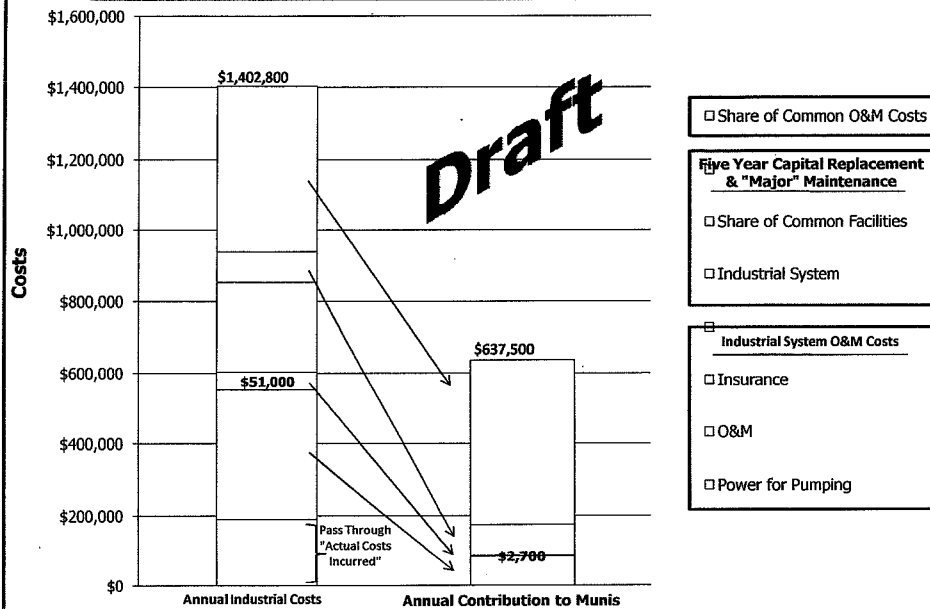 $1,600,000
$1,400,000
$1,200,000
$1,000,000
$800,000
$600,000
$400,000
$200,000
$0
Costs
$1,402,800
$51,000
Pass Through
"Actual Costs
Incurred"
Annual Industrial Costs
Draft
$637,500
$2,700
Annual Contribution to Munis
Share of Common O&M Costs
Five Year Capital Replacement
& "Major" Maintenance
Share of Common Facilities
Industrial System
Industrial System O&M Costs
Insurance
O&M
Power for Pumping